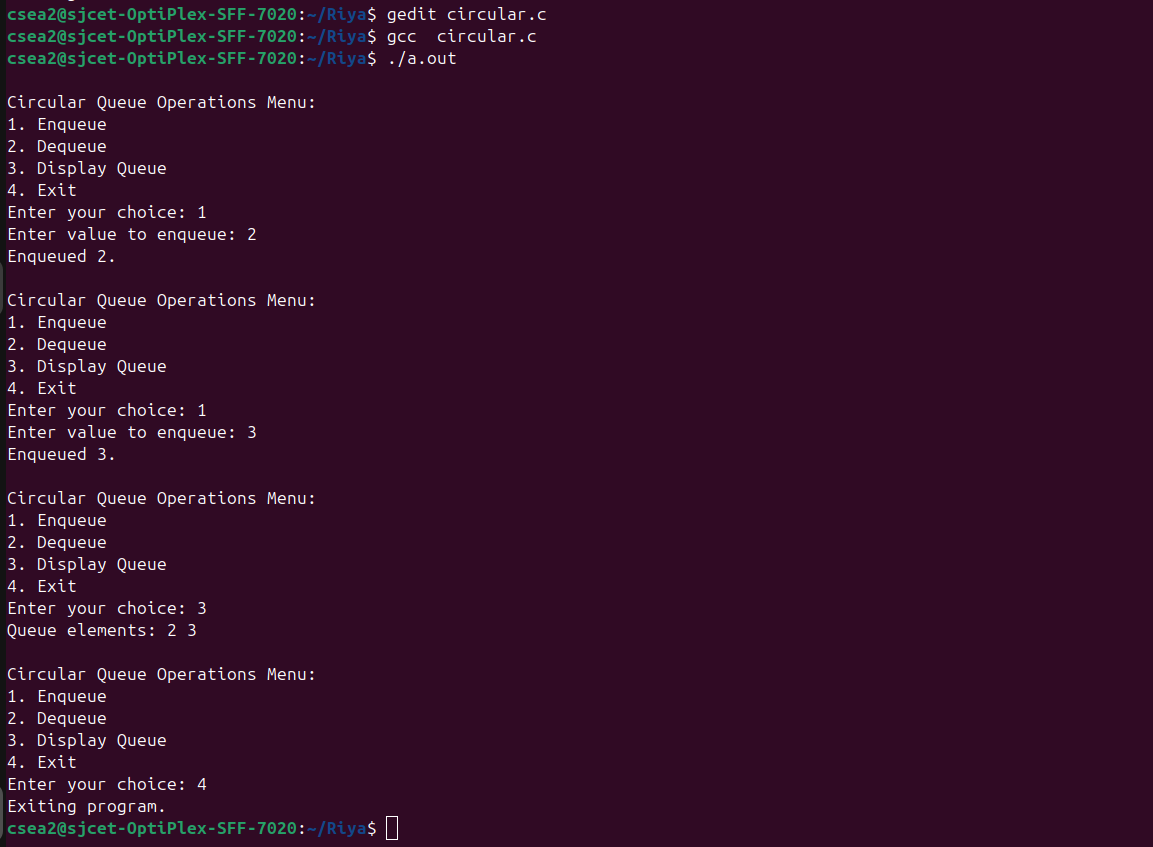 csea2@sjcet-OptiPlex-SFF-7020:~/Riya$ gedit circular.c
csea2@sjcet-OptiPlex-SFF-7020:~/Riya$ gcc  circular.c
csea2@sjcet-OptiPlex-SFF-7020:~/Riya$ ./a.out

Circular Queue Operations Menu:
1. Enqueue
2. Dequeue
3. Display Queue
4. Exit
Enter your choice: 1
Enter value to enqueue: 2
Enqueued 2.

Circular Queue Operations Menu:
1. Enqueue
2. Dequeue
3. Display Queue
4. Exit
Enter your choice: 1
Enter value to enqueue: 3
Enqueued 3.

Circular Queue Operations Menu:
1. Enqueue
2. Dequeue
3. Display Queue
4. Exit
Enter your choice: 3
Queue elements: 2 3

Circular Queue Operations Menu:
1. Enqueue
2. Dequeue
3. Display Queue
4. Exit
Enter your choice: 4
Exiting program.
csea2@sjcet-OptiPlex-SFF-7020:~/Riya$